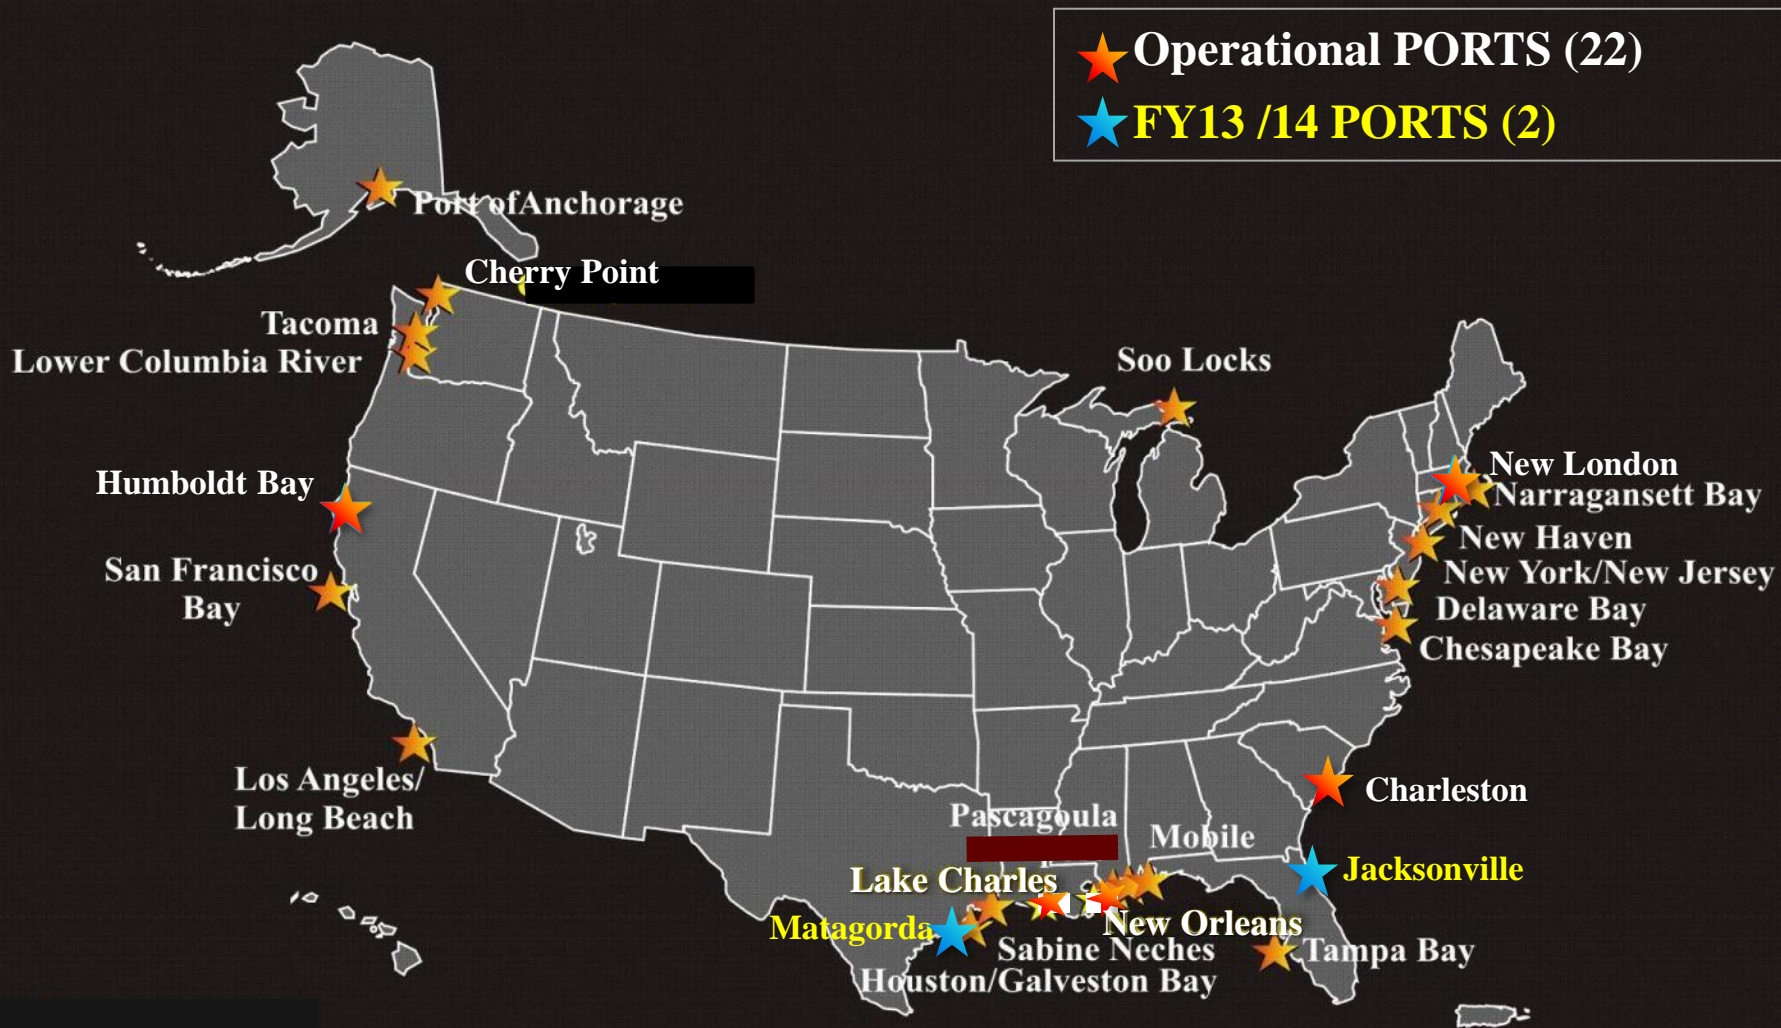 Operational PORTS (22)
FY13 /14 PORTS (2)
Port ofAnchorage
Cherry Point
Tacoma
Lower Columbia River
Soo Locks
Humboldt Bay
New London
Narragansett Bay
New Haven
San Francisco
Bay
New York/New Jersey
Delaware Bay
Chesapeake Bay
Los Angeles/
Long Beach
Charleston
Pascagoula
Mobile
Jacksonville
Lake Charles
New Orleans
Matagorda
Sabine Neches
Tampa Bay
Houston/Galveston Bay